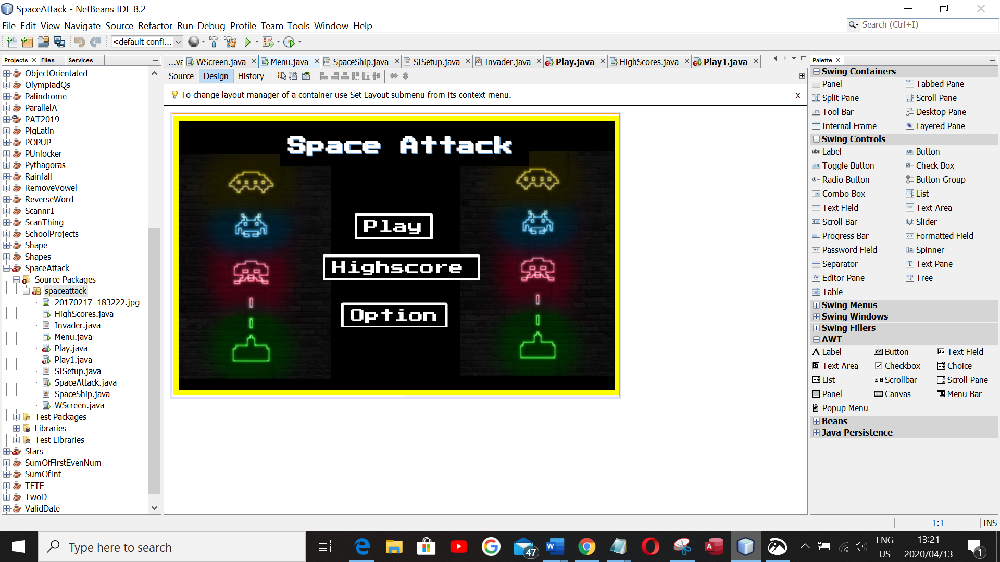 SpaceAttack - NetBeans IDE 8.2
File Edit View Navigate Source Refactor Run Debug Profile Team Tools Window Help
Search (Ctrl+I)
<default confi...
Projects Files Services
ObjectOrientated
OlympiadQs
Palindrome
ParallelA
PAT2019
PigLatin
POPUP
PUnlocker
Pythagoras
Rainfall
RemoveVowel
ReverseWord
Scannr1
ScanThing
SchoolProjects
Shape
Shapes
SpaceAttack
Source Packages
spaceattack
20170217_183222.jpg
HighScores.java
Invader.java
Menu.java
Play.java
Play1.java
SISetup.java
SpaceAttack.java
SpaceShip.java
WScreen.java
Test Packages
Libraries
Test Libraries
Stars
SumOfFirstEvenNum
SumOfInt
TFTF
TwoD
ValidDate
...va WScreen.java Menu.java SpaceShip.java SISetup.java Invader.java Play.java HighScores.java Play1.java
Source Design History
To change layout manager of a container use Set Layout submenu from its context menu. x
Space Attack
Play
Highscore
Option
Palette
Swing Containers
Panel Tabbed Pane
Split Pane Scroll Pane
Tool Bar Desktop Pane
Internal Frame Layered Pane
Swing Controls
label Label OK Button
ON Toggle Button Check Box
Radio Button Button Group
Combo Box List
Text Field Text Area
Scroll Bar Slider
Progress Bar Formatted Field
Password Field Spinner
Separator Text Pane
Editor Pane Tree
Table
Swing Menus
Swing Windows
Swing Fillers
AWT
A Label OK Button Text Field
Text Area Checkbox Choice
List Scrollbar Scroll Pane
Panel Canvas Menu Bar
Popup Menu
Beans
Java Persistence
1:1 INS
Type here to search
47
ENG
US
13:21
2020/04/13
1